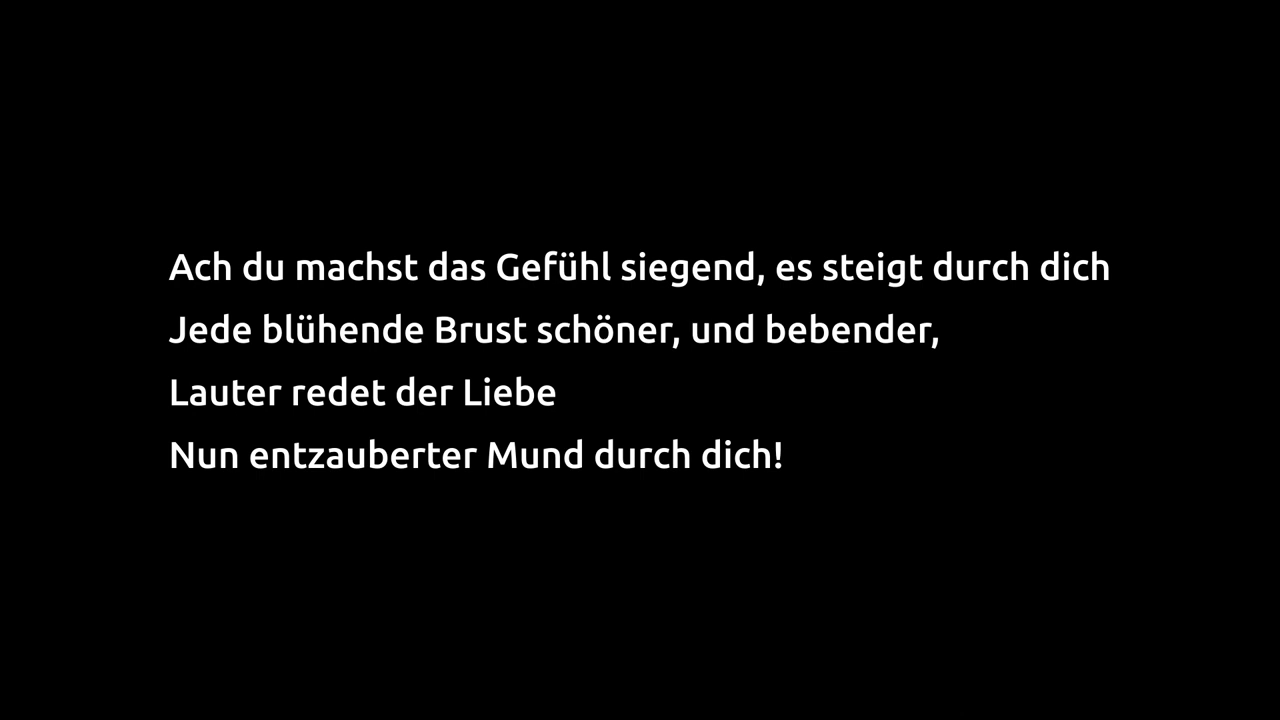 Ach du machst das Gefühl siegend, es steigt durch dich
Jede blühende Brust schöner, und bebender,
Lauter redet der Liebe
Nun entzauberter Mund durch dich!